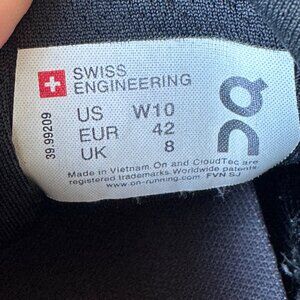 SWISS
ENGINEERING
US W10
EUR 42
UK 8
39.99209
Made in Vietnam. On and CloudTec are
registered trademarks. Worldwide patents.
www.on-running.com FVN SJ